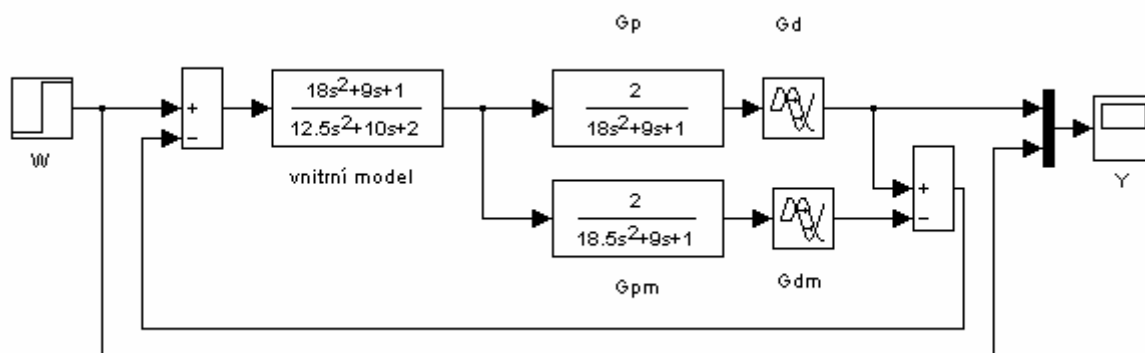 Gp
Gd
+
−
18s²+9s+1
12.5s²+10s+2
2
18s²+9s+1
W
vnitrní model
+
−
Y
2
18.5s²+9s+1
Gpm
Gdm